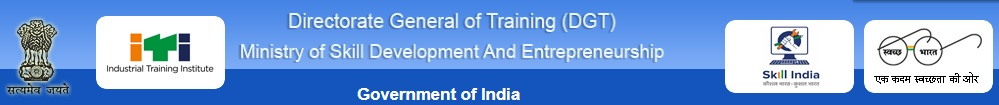 सत्यमेव जयते
iTi
Industrial Training Institute
Directorate General of Training (DGT)
Ministry of Skill Development And Entrepreneurship
Government of India
Skill India
कौशल भारत - कुशल भारत
स्वच्छ भारत
एक कदम स्वच्छता की ओर